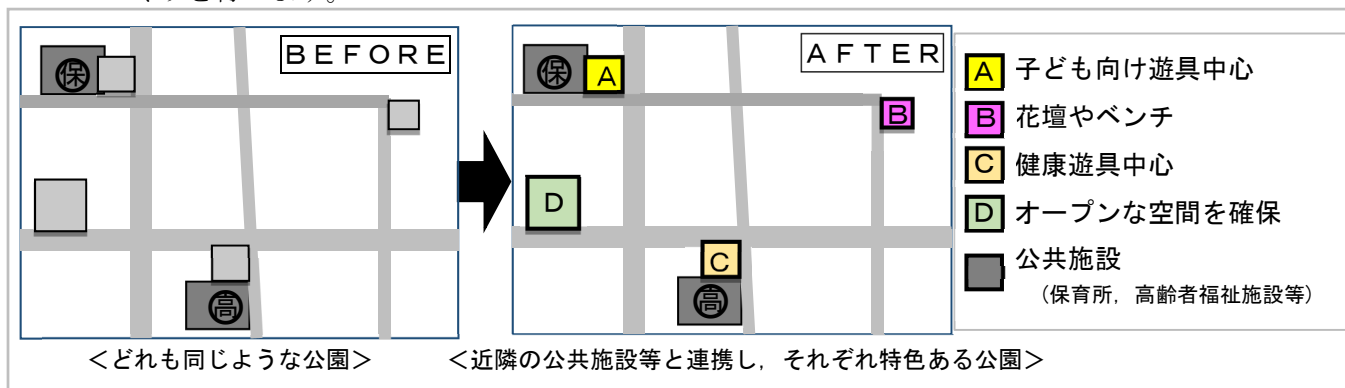 BEFORE
保
高
＜どれも同じような公園＞
AFTER
保
A
B
D
C
高
＜近隣の公共施設等と連携し，それぞれ特色ある公園＞
A 子ども向け遊具中心
B 花壇やベンチ
C 健康遊具中心
D オープンな空間を確保
公共施設
（保育所，高齢者福祉施設等）